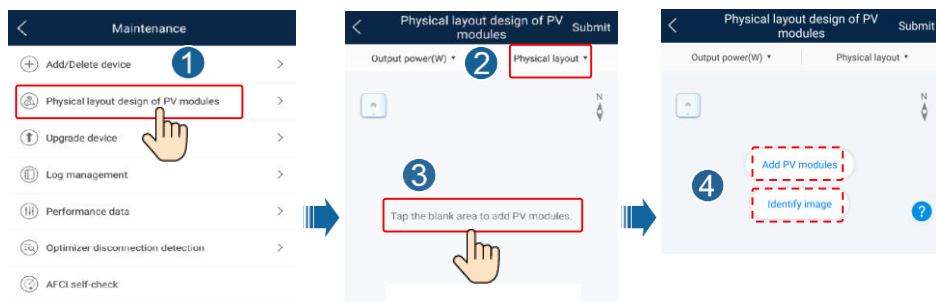 Maintenance
1
Add/Delete device
Physical layout design of PV modules
Upgrade device
Log management
Performance data
Optimizer disconnection detection
AFCI self-check
Physical layout design of PV
modules
Submit
Output power(W)
2
Physical layout
N
3
Tap the blank area to add PV modules.
Physical layout design of PV
modules
Submit
Output power(W)
Physical layout
N
4
Add PV modules
Identify image
?